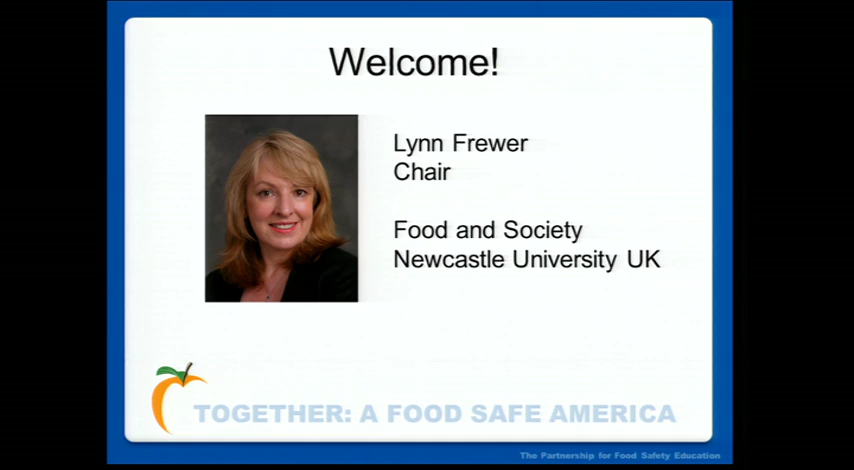 Welcome!
Lynn Frewer
Chair
Food and Society
Newcastle University UK
TOGETHER: A FOOD SAFE AMERICA
The Partnership for Food Safety Education